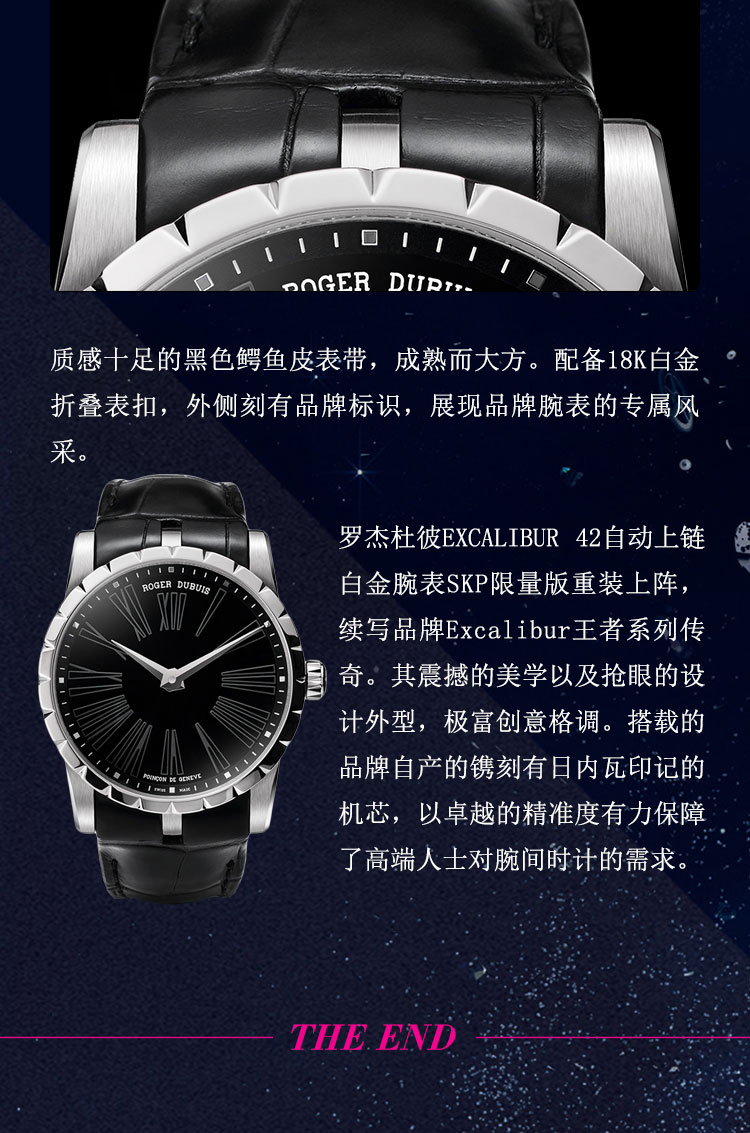 ROGER DUBUIS
质感十足的黑色鳄鱼皮表带，成熟而大方。配备18K白金
折叠表扣，外侧刻有品牌标识，展现品牌腕表的专属风
采。
ROGER DUBUIS
XI XII
POINÇON DE GENEVE
SWISS MADE
罗杰杜彼EXCALIBUR 42自动上链
白金腕表SKP限量版重装上阵，
续写品牌Excalibur王者系列传
奇。其震撼的美学以及抢眼的设
计外型，极富创意格调。搭载的
品牌自产的镌刻有日内瓦印记的
机芯，以卓越的精准度有力保障
了高端人士对腕间时计的需求。
THE END